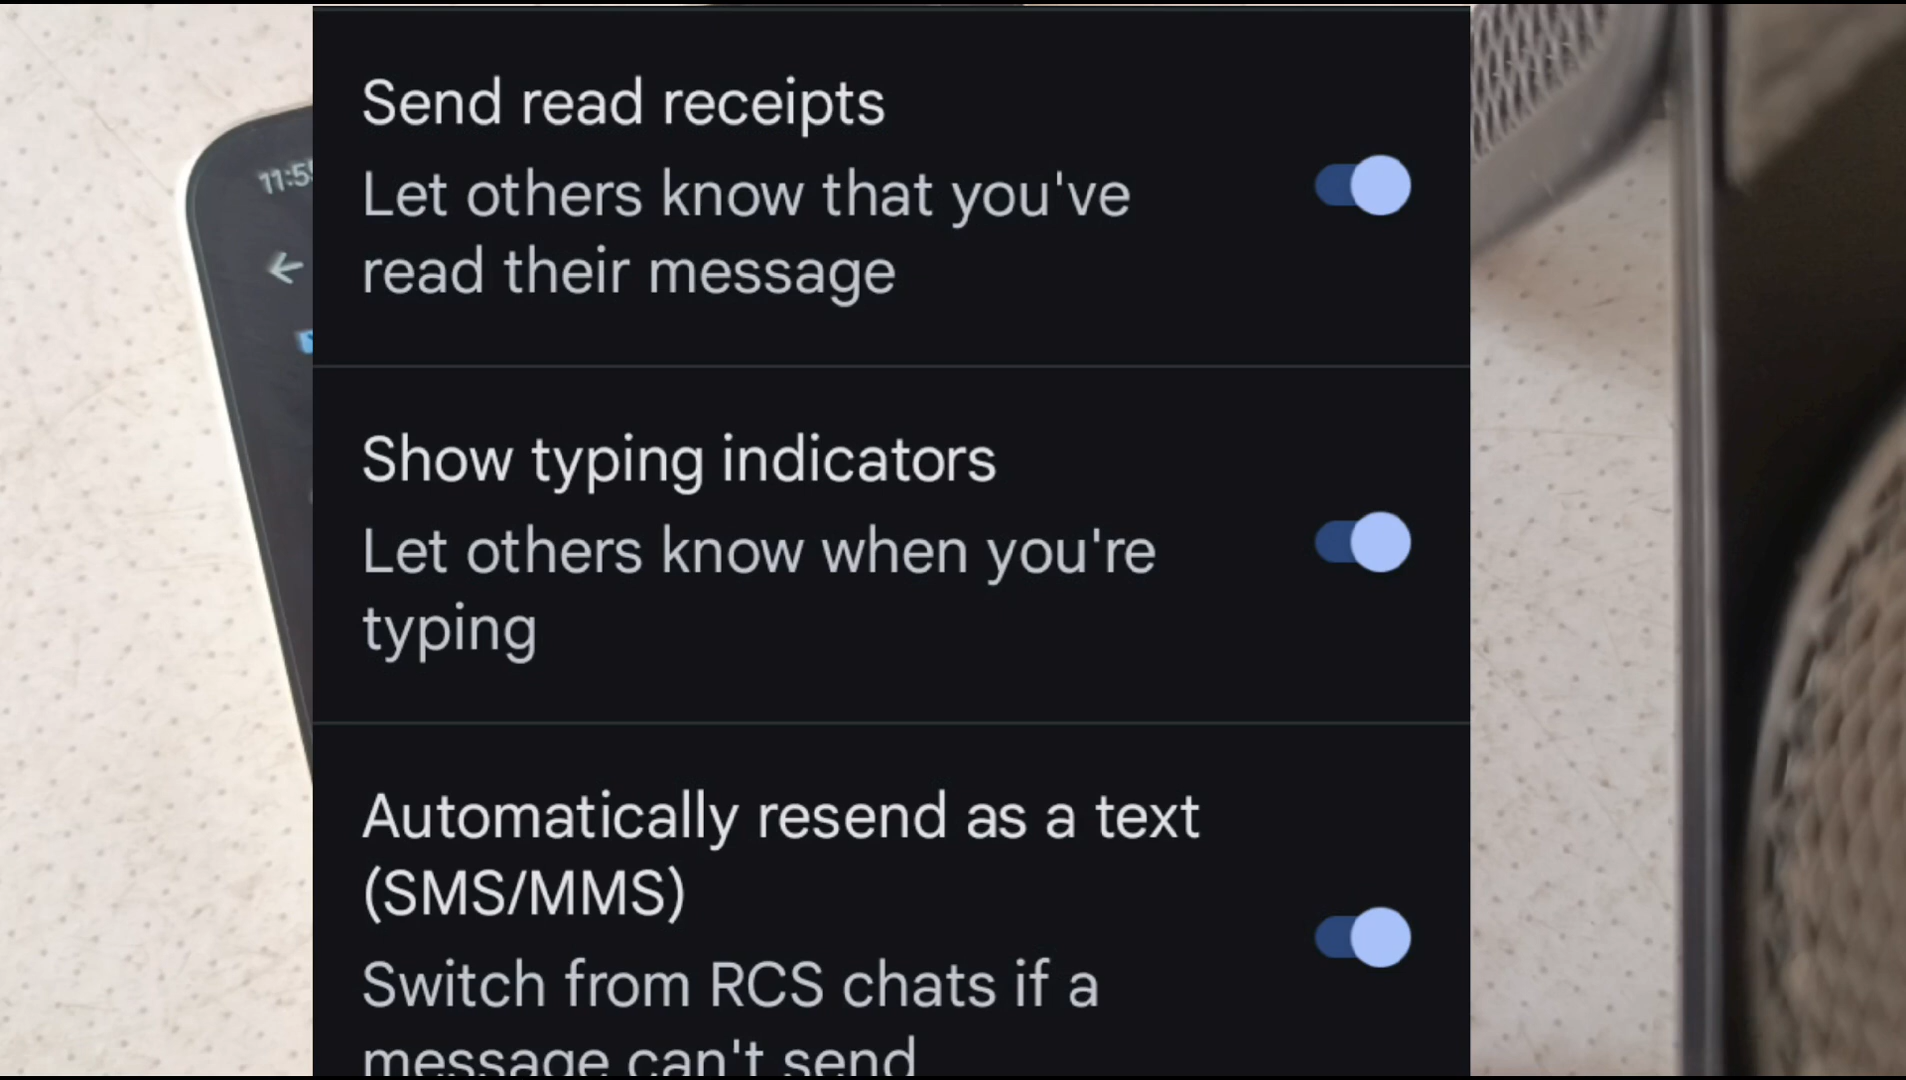 Send read receipts
Let others know that you've
read their message
Show typing indicators
Let others know when you're
typing
Automatically resend as a text
(SMS/MMS)
Switch from RCS chats if a
message can't send